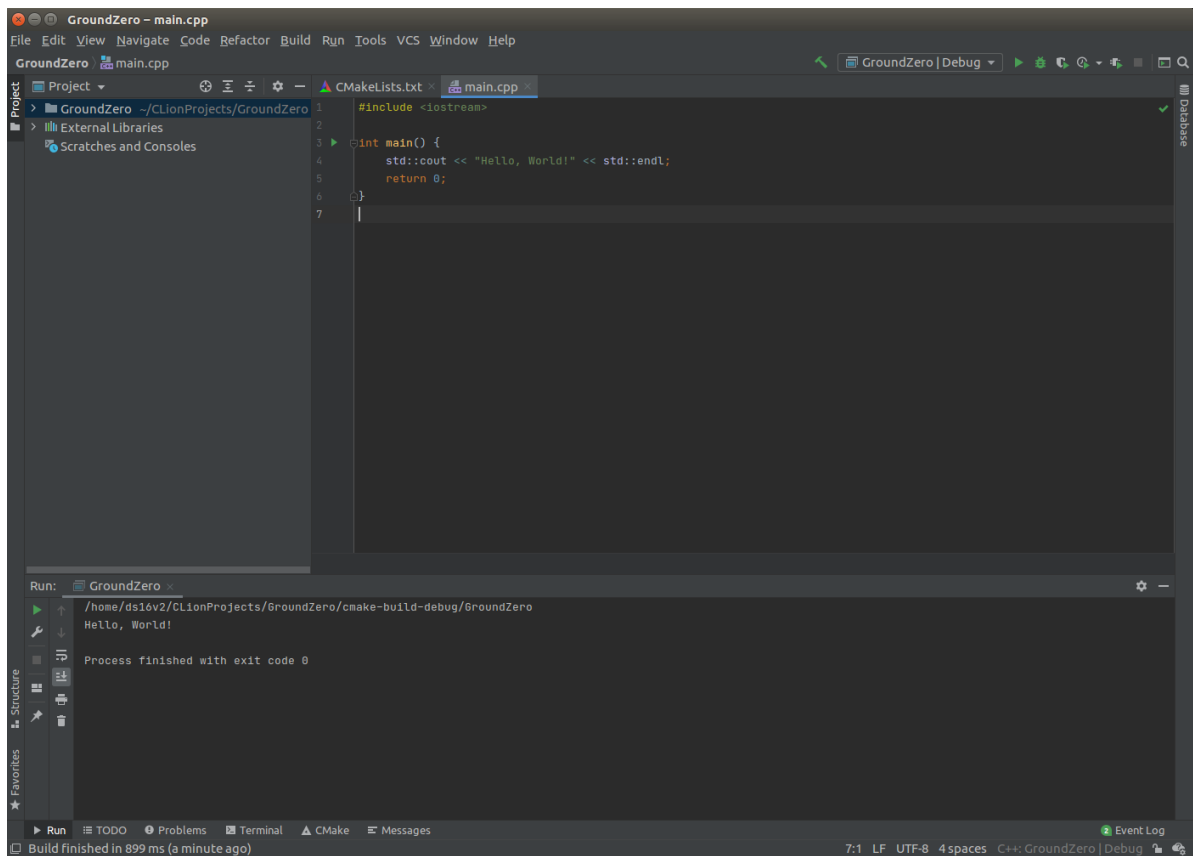 GroundZero – main.cpp
File Edit View Navigate Code Refactor Build Run Tools VCS Window Help
GroundZero main.cpp GroundZero | Debug
Project
Project
CMakeLists.txt main.cpp
GroundZero ~/CLionProjects/GroundZero
External Libraries
Scratches and Consoles
1 #include <iostream>
2
3 int main() {
4 std::cout << "Hello, World!" << std::endl;
5 return 0;
6 }
7
Database
Run: GroundZero
/home/ds16v2/CLionProjects/GroundZero/cmake-build-debug/GroundZero
Hello, World!
Process finished with exit code 0
Structure
Favorites
Run TODO Problems Terminal CMake Messages 2 Event Log
Build finished in 899 ms (a minute ago) 7:1 LF UTF-8 4 spaces C++: GroundZero | Debug